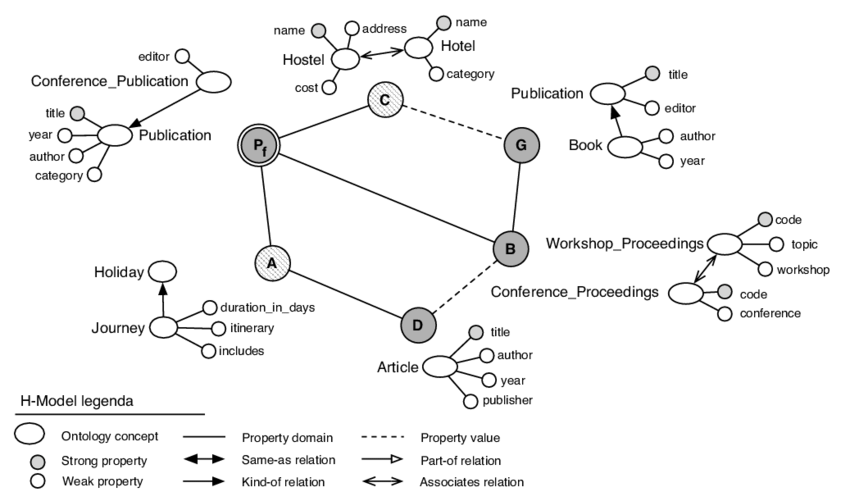 name
address
name
Hostel
Hotel
cost
category
editor
Conference_Publication
title
year
Publication
author
category
C
P f
G
Publication
title
editor
Book
author
year
A
B
D
Workshop_Proceedings
code
topic
workshop
Conference_Proceedings
code
conference
Holiday
Journey
duration_in_days
itinerary
includes
Article
title
author
year
publisher
H-Model legenda
Ontology concept
Property domain
Property value
Strong property
Same-as relation
Part-of relation
Weak property
Kind-of relation
Associates relation